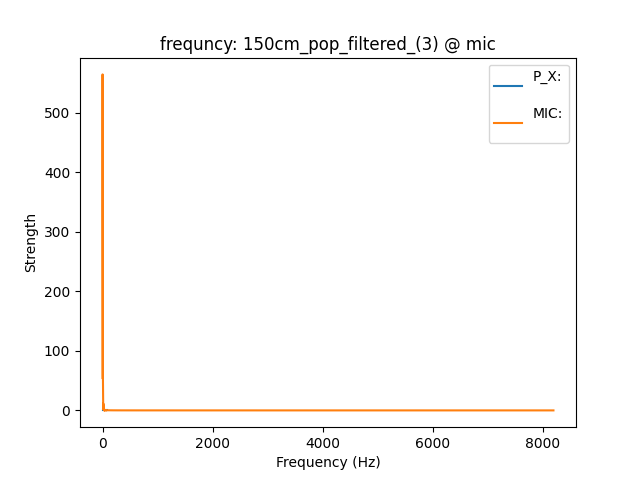 frequncy: 150cm_pop_filtered_(3) @ mic
P_X:
MIC:
Strength
500
400
300
200
100
0
0 2000 4000 6000 8000
Frequency (Hz)